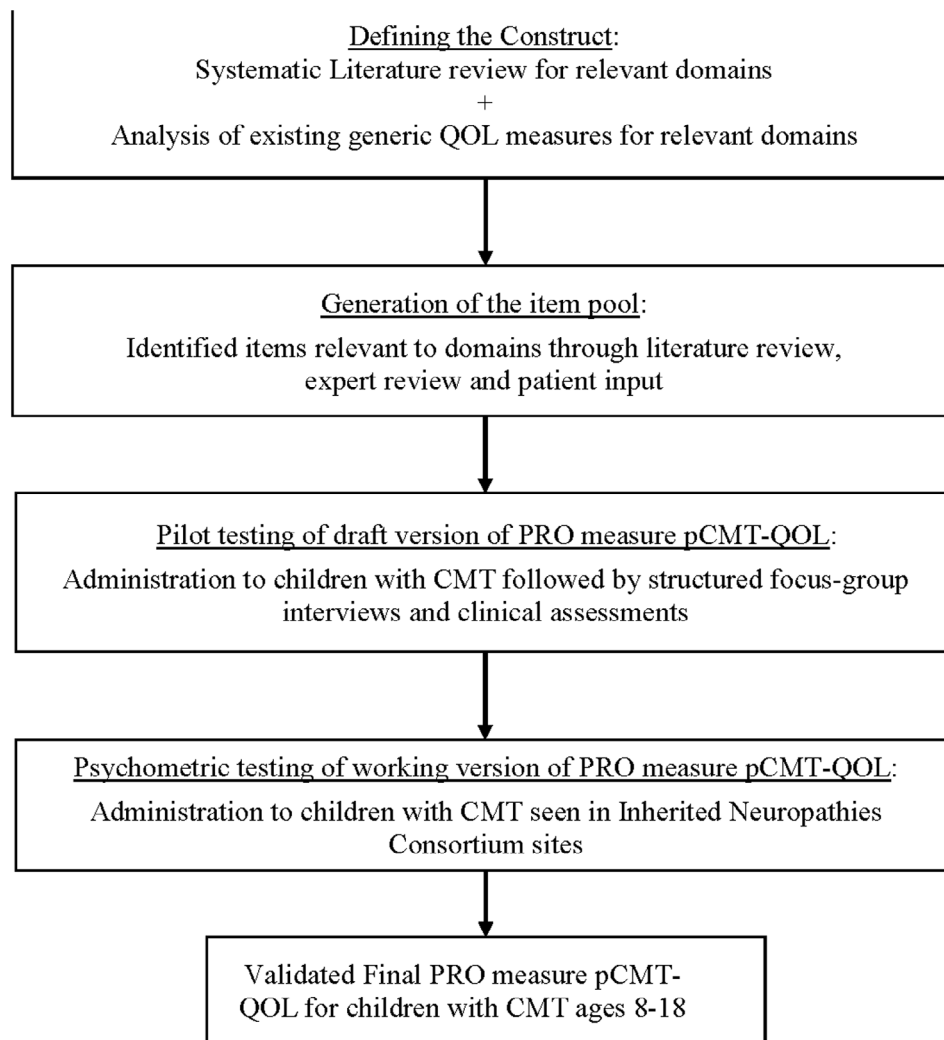 Defining the Construct:
Systematic Literature review for relevant domains
+
Analysis of existing generic QOL measures for relevant domains
Generation of the item pool:
Identified items relevant to domains through literature review,
expert review and patient input
Pilot testing of draft version of PRO measure pCMT-QOL:
Administration to children with CMT followed by structured focus-group
interviews and clinical assessments
Psychometric testing of working version of PRO measure pCMT-QOL:
Administration to children with CMT seen in Inherited Neuropathies
Consortium sites
Validated Final PRO measure pCMT-
QOL for children with CMT ages 8-18